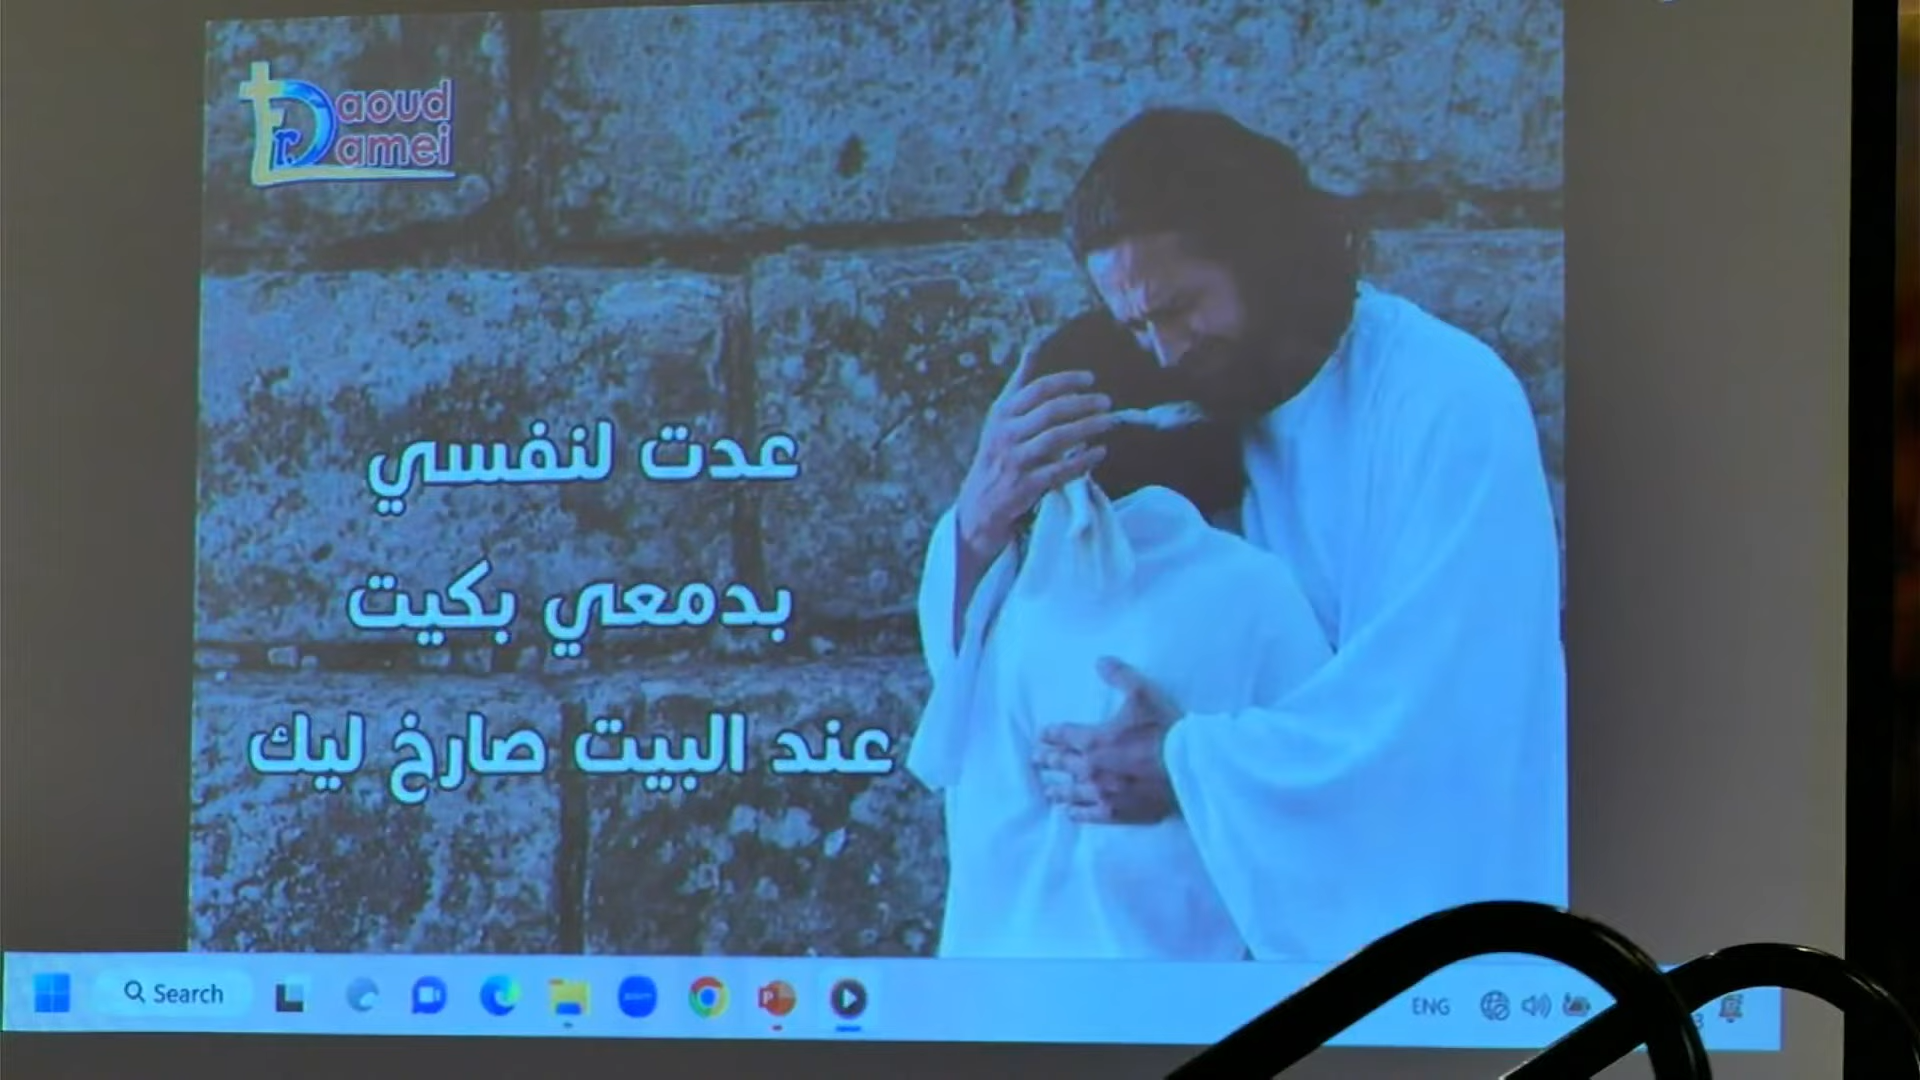 Fr. Daoud Lamei
عدت لنفسي
بدمعي بكيت
عند البيت صارخ ليك
Search
ENG